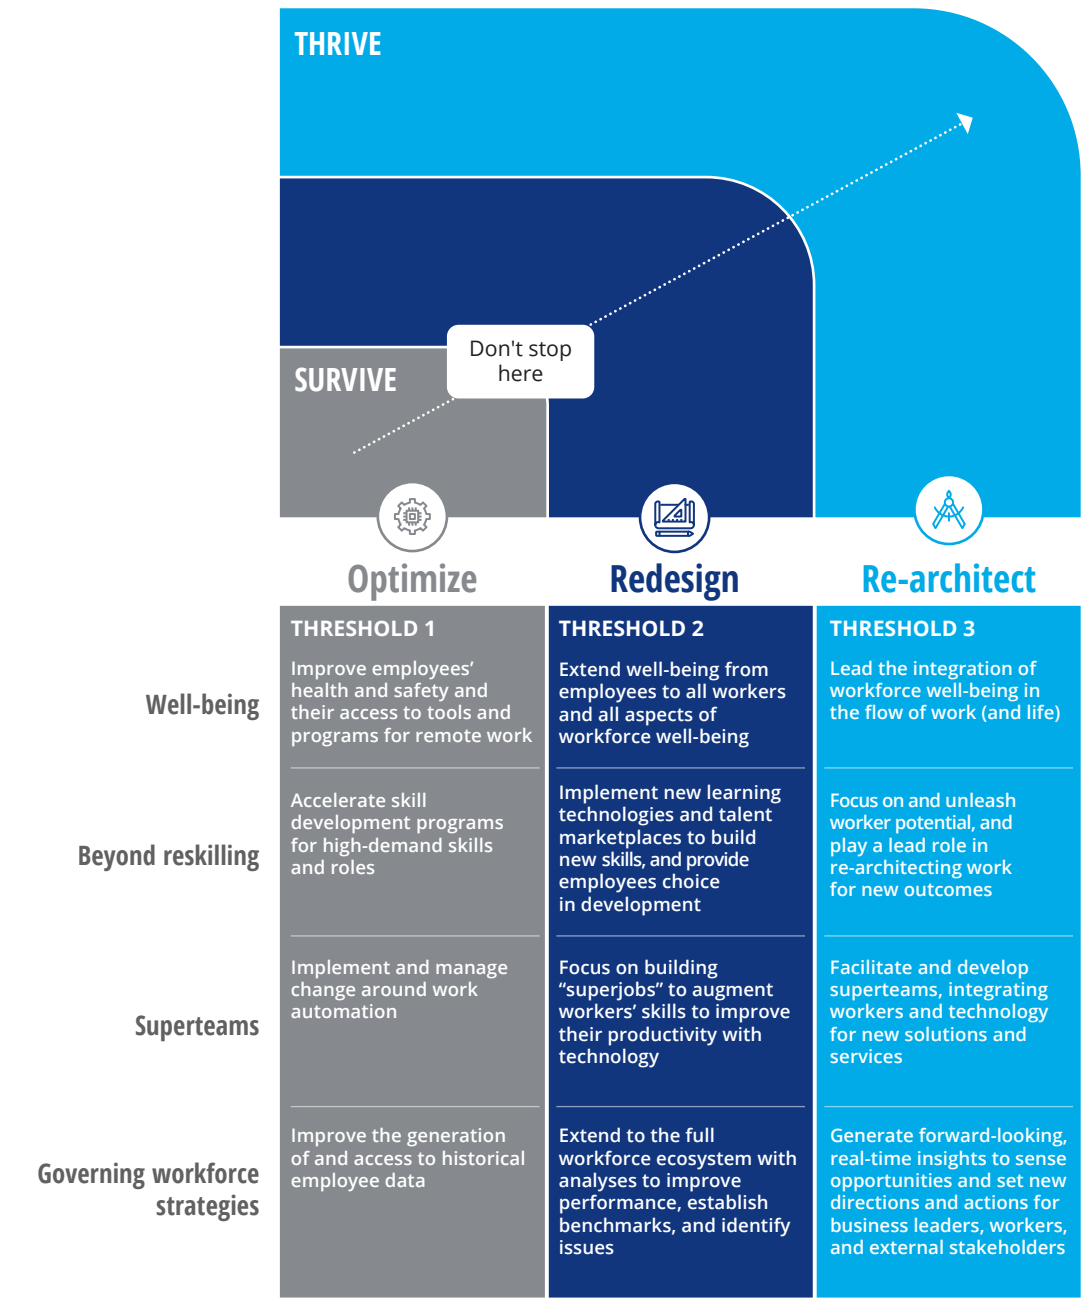 THRIVE
SURVIVE
Don't stop
here
Optimize
Redesign
Re-architect
THRESHOLD 1
THRESHOLD 2
THRESHOLD 3
Well-being
Improve employees’
health and safety and
their access to tools and
programs for remote work
Extend well-being from
employees to all workers
and all aspects of
workforce well-being
Lead the integration of
workforce well-being in
the flow of work (and life)
Beyond reskilling
Accelerate skill
development programs
for high-demand skills
and roles
Implement new learning
technologies and talent
marketplaces to build
new skills, and provide
employees choice
in development
Focus on and unleash
worker potential, and
play a lead role in
re-architecting work
for new outcomes
Superteams
Implement and manage
change around work
automation
Focus on building
“superjobs” to augment
workers’ skills to improve
their productivity with
technology
Facilitate and develop
superteams, integrating
workers and technology
for new solutions and
services
Governing workforce
strategies
Improve the generation
of and access to historical
employee data
Extend to the full
workforce ecosystem with
analyses to improve
performance, establish
benchmarks, and identify
issues
Generate forward-looking,
real-time insights to sense
opportunities and set new
directions and actions for
business leaders, workers,
and external stakeholders